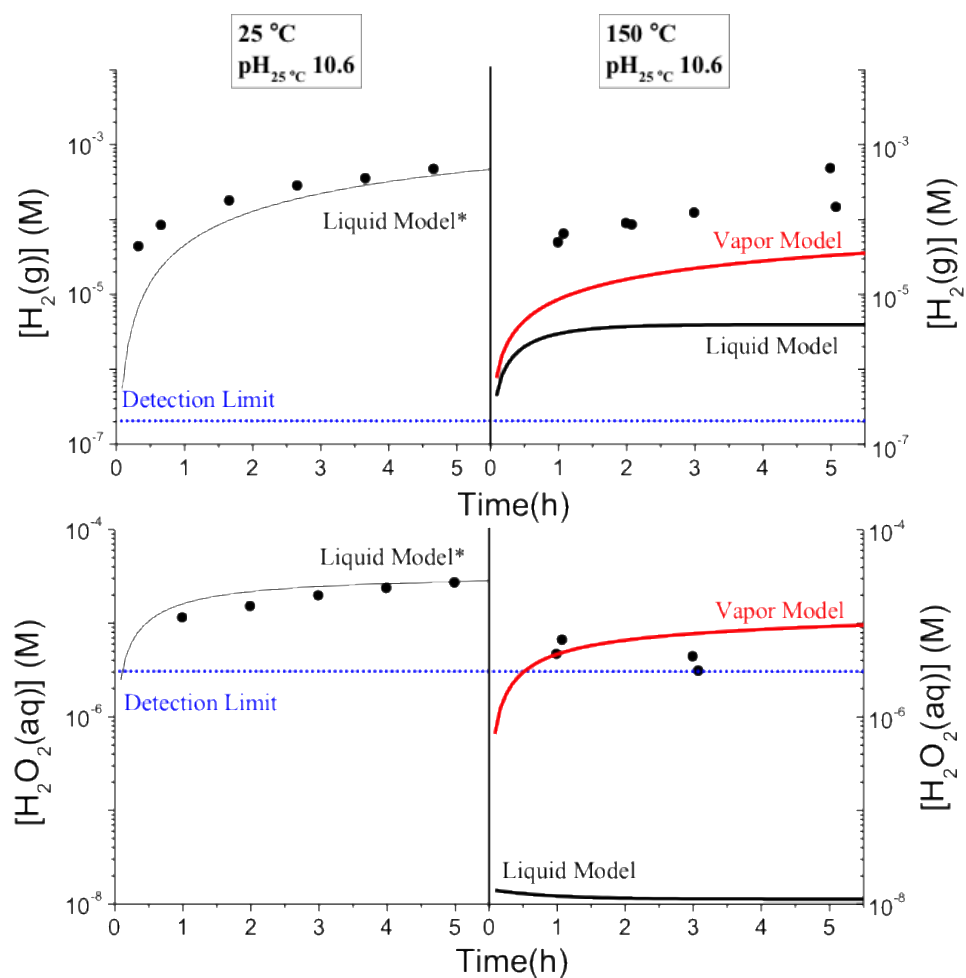 25 °C
pH25 °C 10.6
150 °C
pH25 °C 10.6
[H2(g)] (M)
10-3
10-5
10-7
Liquid Model*
Detection Limit
0 1 2 3 4 5
Vapor Model
Liquid Model
0 1 2 3 4 5
10-3
10-5
10-7
[H2(g)] (M)
Time(h)
[H2O2(aq)] (M)
10-4
10-6
10-8
Liquid Model*
Detection Limit
0 1 2 3 4 5
Vapor Model
Liquid Model
0 1 2 3 4 5
10-4
10-6
10-8
[H2O2(aq)] (M)
Time(h)